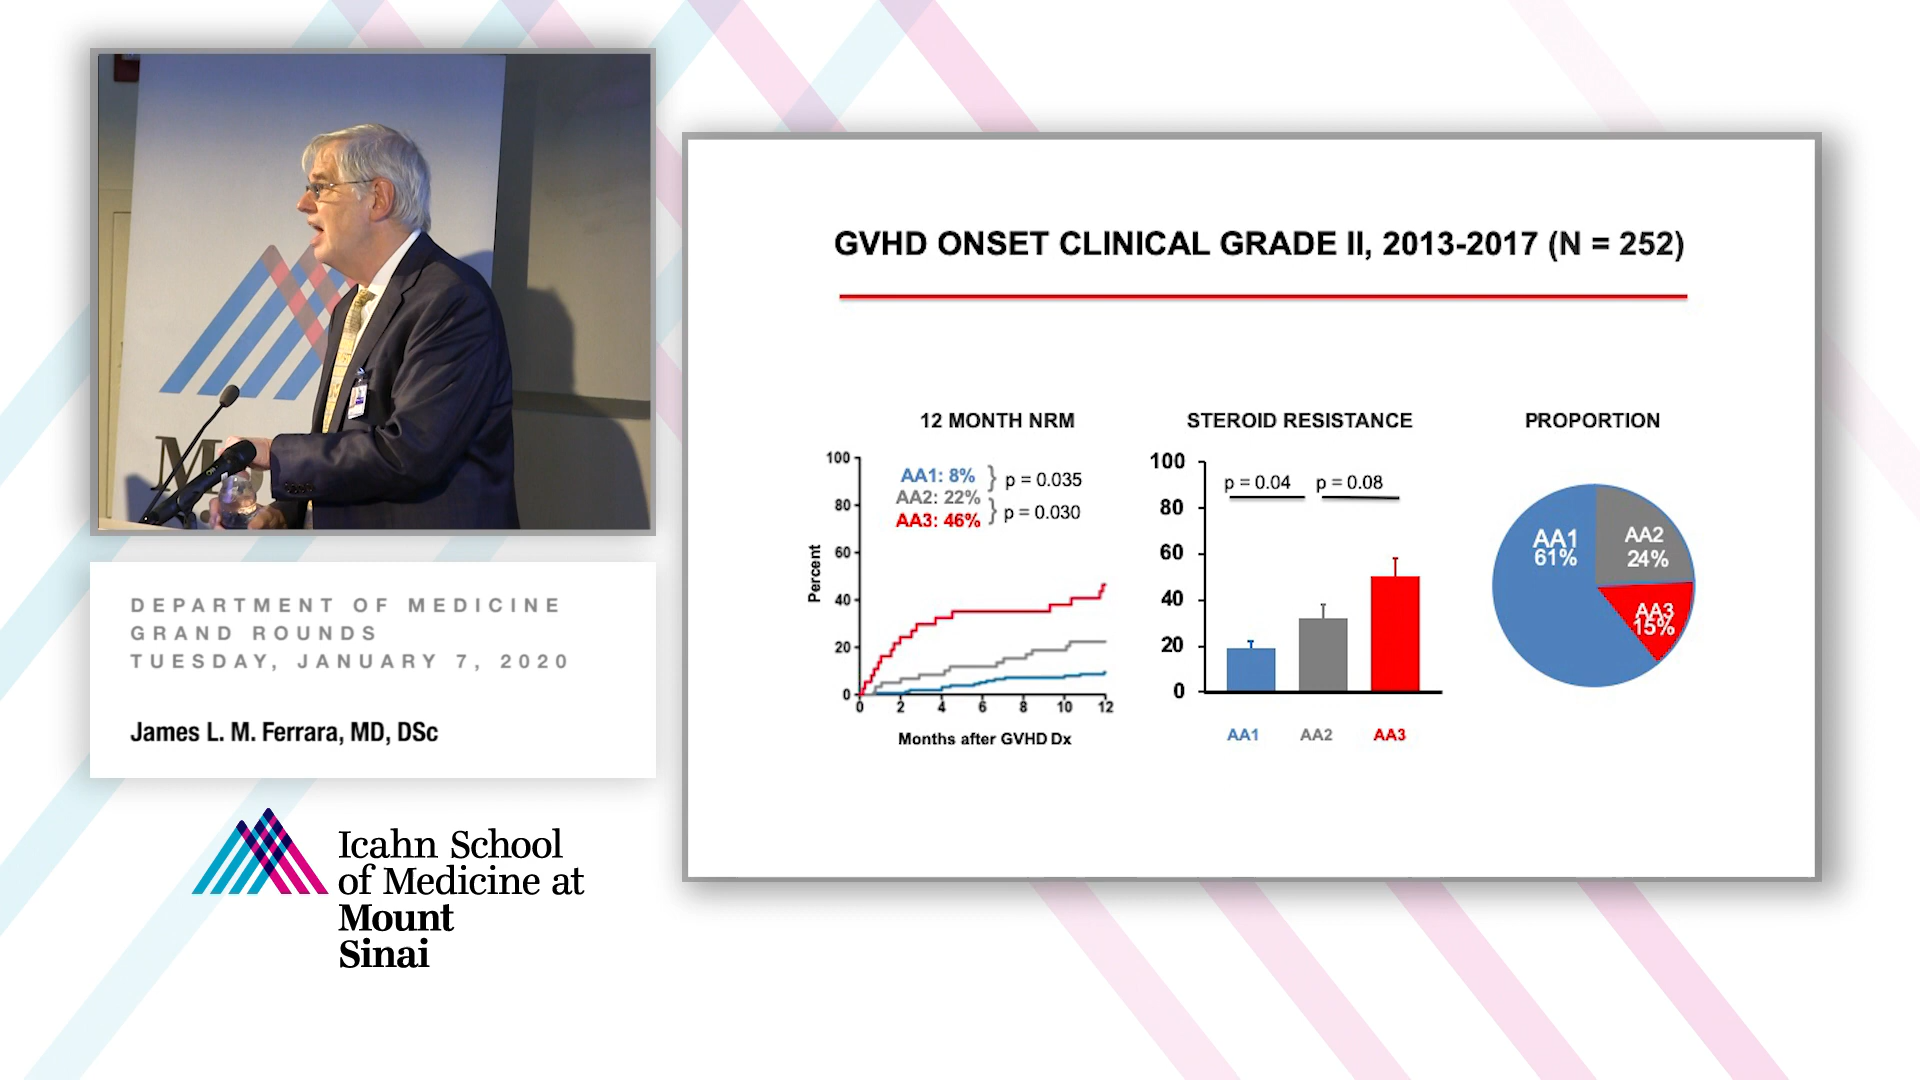 DEPARTMENT OF MEDICINE
GRAND ROUNDS
TUESDAY, JANUARY 7, 2020
James L. M. Ferrara, MD, DSc
Icahn School
of Medicine at
Mount
Sinai
GVHD ONSET CLINICAL GRADE II, 2013-2017 (N = 252)
12 MONTH NRM
100
80
60
40
20
0
Percent
AA1: 8%
AA2: 22%
AA3: 46%
p = 0.035
p = 0.030
0 2 4 6 8 10 12
Months after GVHD Dx
STEROID RESISTANCE
100
80
60
40
20
0
p = 0.04 p = 0.08
AA1 AA2 AA3
PROPORTION
AA1
61%
AA2
24%
AA3
15%